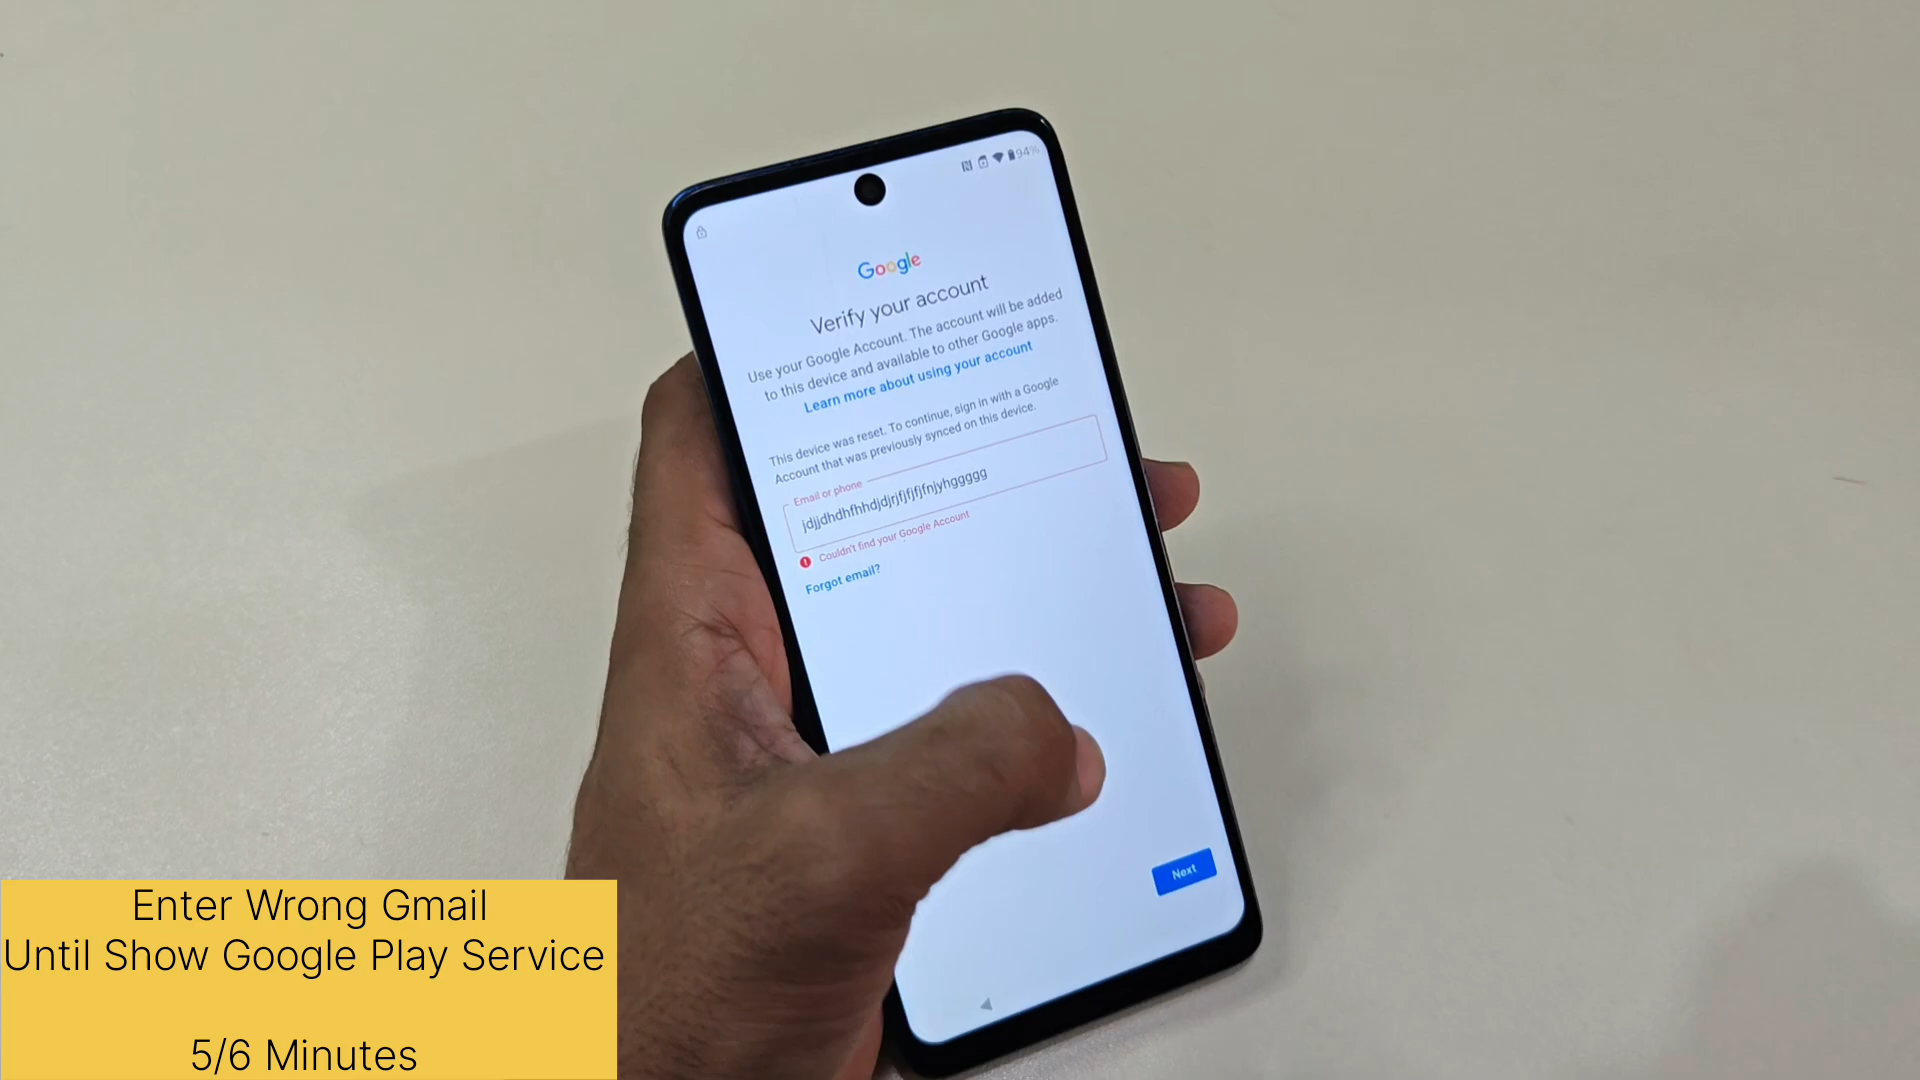 94%
Google
Verify your account
Use your Google Account. The account will be added
to this device and available to other Google apps.
Learn more about using your account
This device was reset. To continue, sign in with a Google
Account that was previously synced on this device.
Email or phone
jdjjdhdhfhhdjdjrjfjfjfjfnjyhggggg
Couldn't find your Google Account
Forgot email?
Next
Enter Wrong Gmail
Until Show Google Play Service
5/6 Minutes